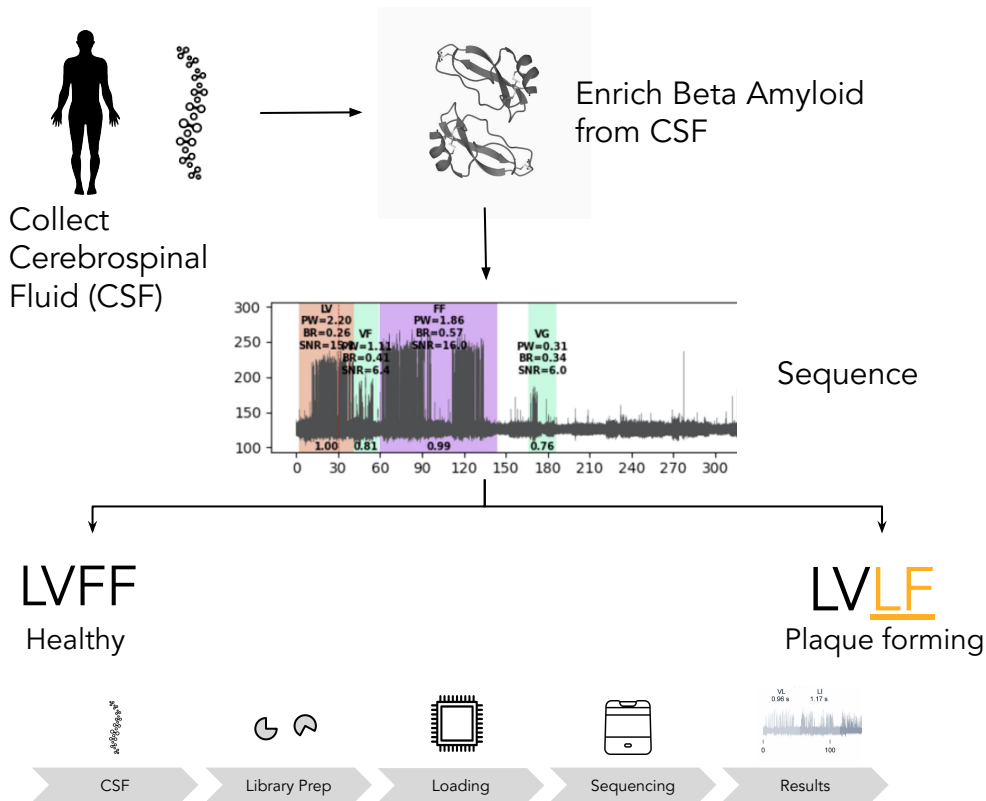 Collect
Cerebrospinal
Fluid (CSF)
Enrich Beta Amyloid
from CSF
Sequence
300
250
200
150
100
LV
PW=2.20
BR=0.26
VF
BR=0.41
SNR=6.4
FF
PW=1.86
BR=0.57
SNR=16.0
VG
PW=0.31
BR=0.34
SNR=6.0
1.00 0.81 0.99 0.76
0 30 60 90 120 150 180 210 240 270 300
LVFF
Healthy
LVLF
Plaque forming
VL LI
0.96 s 1.17 s
0 100
CSF Library Prep Loading Sequencing Results